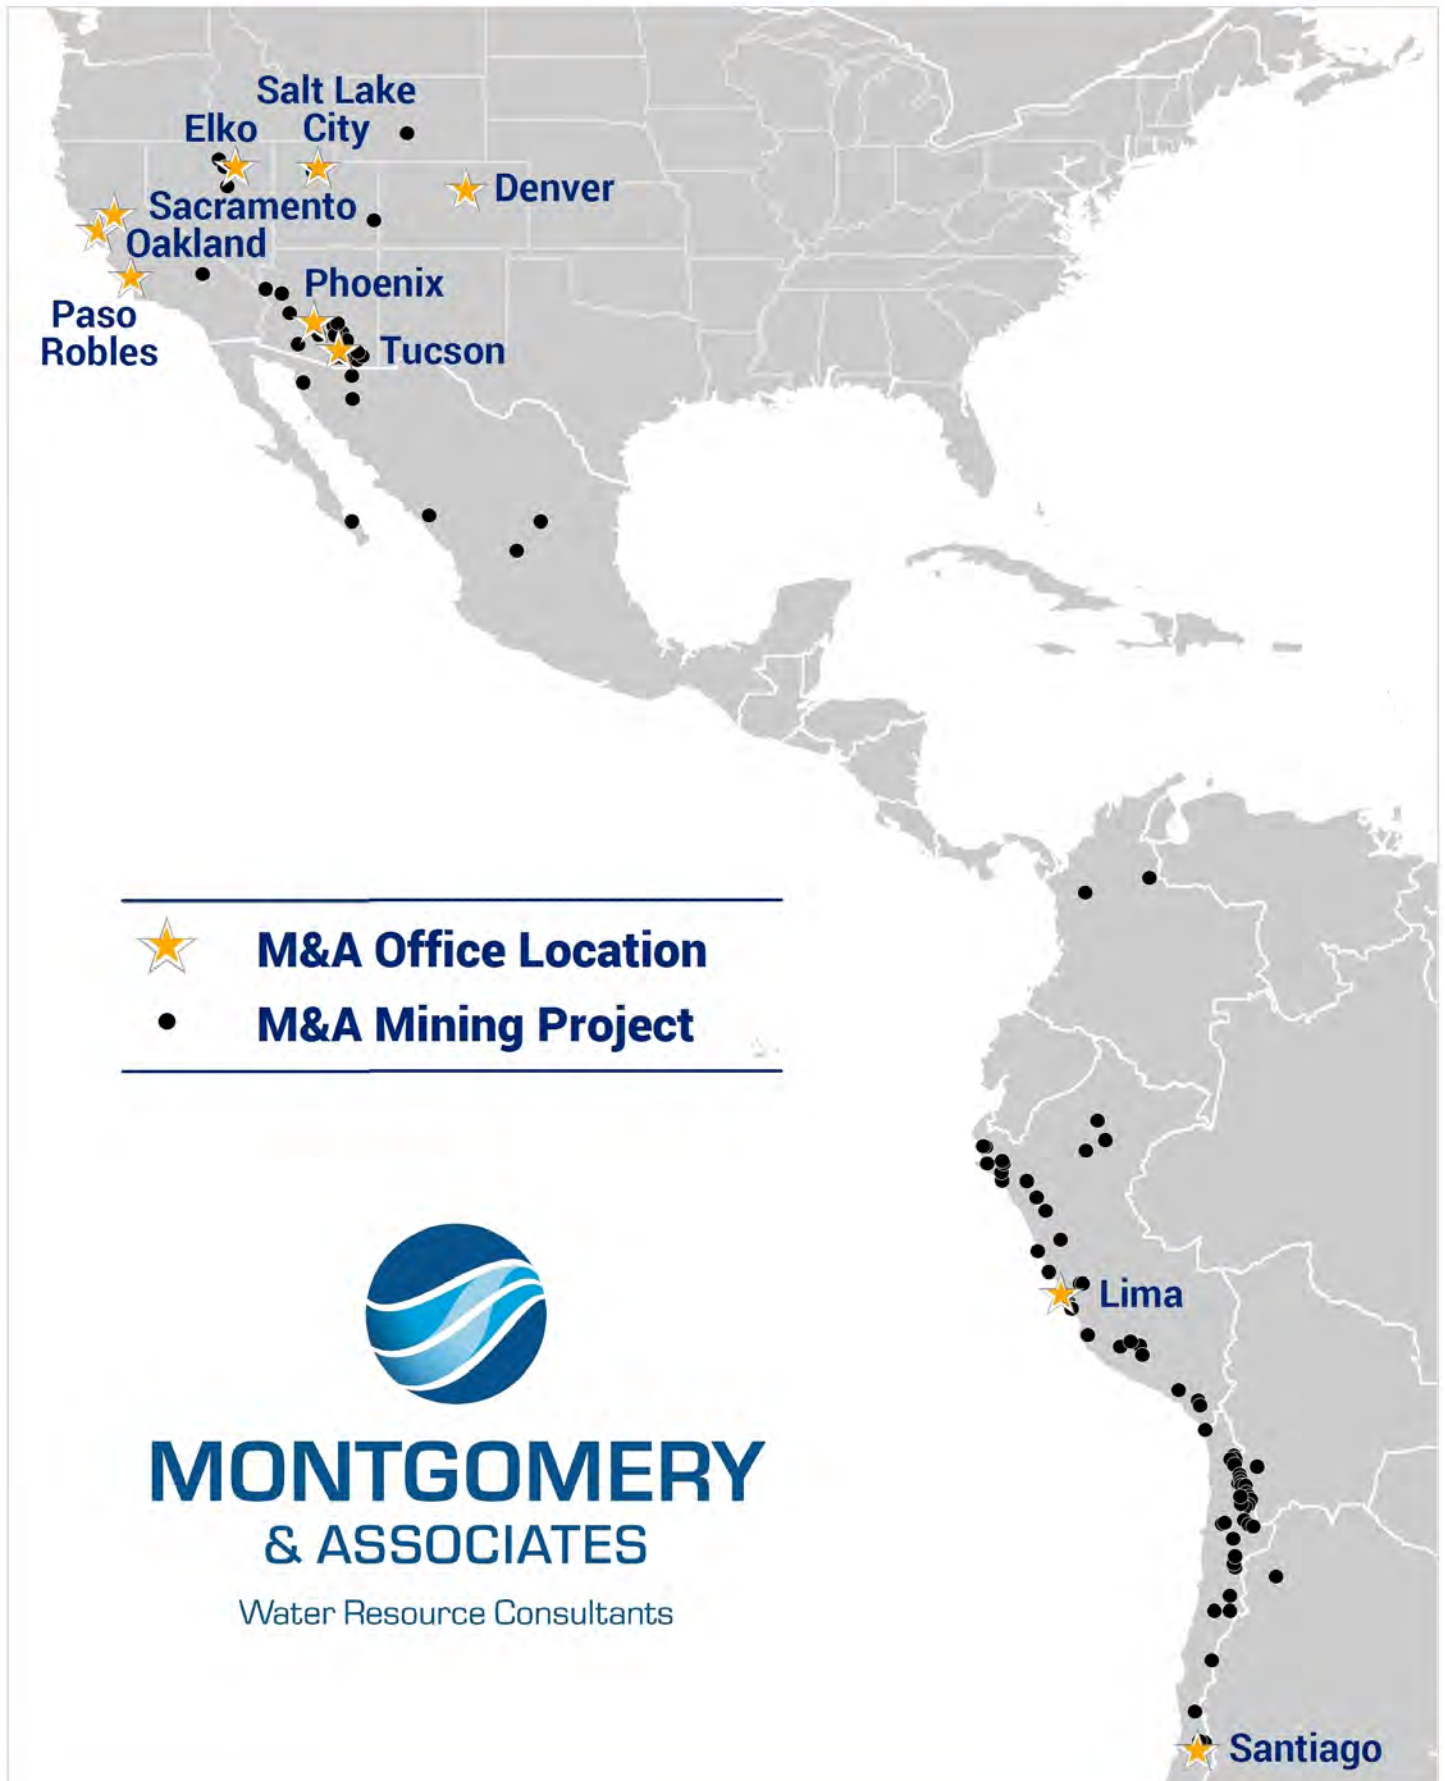 Salt Lake
City
Elko
Denver
Sacramento
Oakland
Phoenix
Paso
Robles
Tucson
M&A Office Location
M&A Mining Project
Lima
MONTGOMERY
& ASSOCIATES
Water Resource Consultants
Santiago